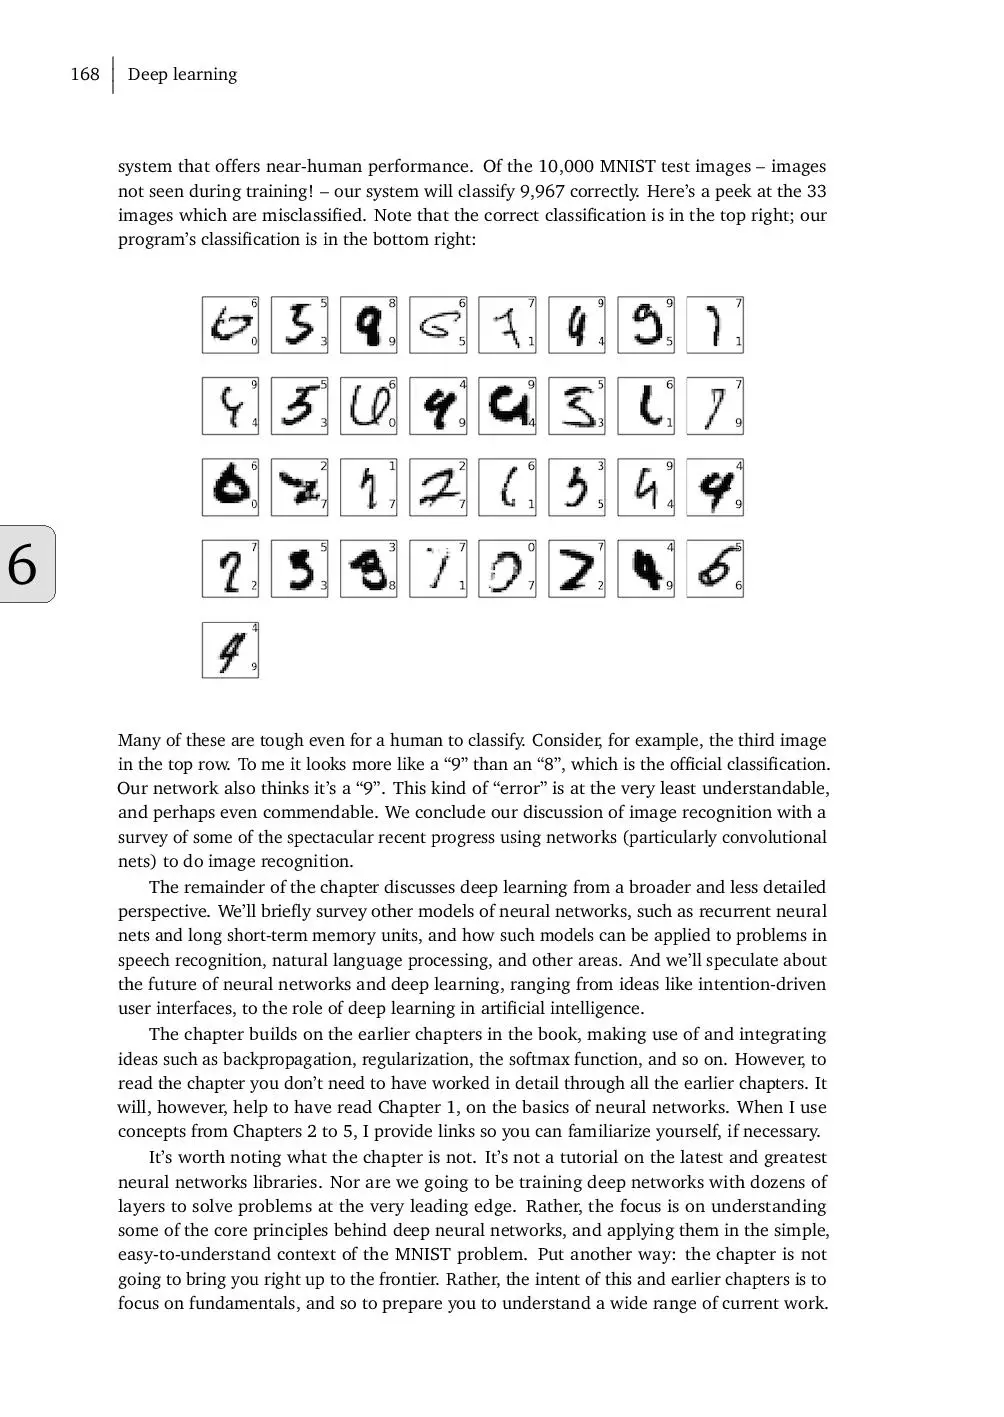 168 Deep learning
system that offers near-human performance. Of the 10,000 MNIST test images – images
not seen during training! – our system will classify 9,967 correctly. Here's a peek at the 33
images which are misclassified. Note that the correct classification is in the top right; our
program's classification is in the bottom right:
6 5 8 6 7 9 9 7
0 3 9 5 1 4 5 1
9 5 6 4 9 5 6 7
4 3 0 9 4 3 1 9
6 2 1 2 6 3 9 4
0 7 7 7 1 5 4 9
7 5 3 7 0 7 4 5
2 3 8 1 7 2 9 6
4
9
6
Many of these are tough even for a human to classify. Consider, for example, the third image
in the top row. To me it looks more like a “9” than an “8”, which is the official classification.
Our network also thinks it's a “9”. This kind of “error” is at the very least understandable,
and perhaps even commendable. We conclude our discussion of image recognition with a
survey of some of the spectacular recent progress using networks (particularly convolutional
nets) to do image recognition.
The remainder of the chapter discusses deep learning from a broader and less detailed
perspective. We'll briefly survey other models of neural networks, such as recurrent neural
nets and long short-term memory units, and how such models can be applied to problems in
speech recognition, natural language processing, and other areas. And we'll speculate about
the future of neural networks and deep learning, ranging from ideas like intention-driven
user interfaces, to the role of deep learning in artificial intelligence.
The chapter builds on the earlier chapters in the book, making use of and integrating
ideas such as backpropagation, regularization, the softmax function, and so on. However, to
read the chapter you don't need to have worked in detail through all the earlier chapters. It
will, however, help to have read Chapter 1, on the basics of neural networks. When I use
concepts from Chapters 2 to 5, I provide links so you can familiarize yourself, if necessary.
It's worth noting what the chapter is not. It's not a tutorial on the latest and greatest
neural networks libraries. Nor are we going to be training deep networks with dozens of
layers to solve problems at the very leading edge. Rather, the focus is on understanding
some of the core principles behind deep neural networks, and applying them in the simple,
easy-to-understand context of the MNIST problem. Put another way: the chapter is not
going to bring you right up to the frontier. Rather, the intent of this and earlier chapters is to
focus on fundamentals, and so to prepare you to understand a wide range of current work.